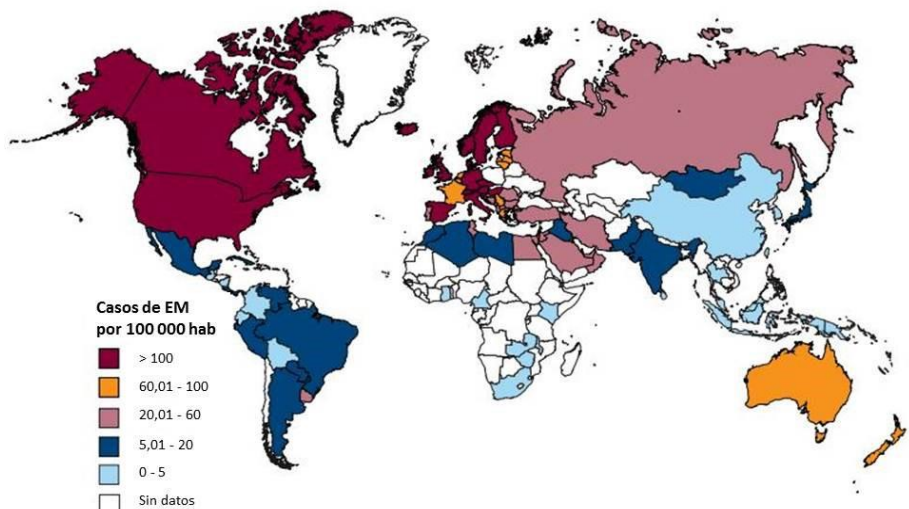 Casos de EM
por 100 000 hab
> 100
60,01 - 100
20,01 - 60
5,01 - 20
0 - 5
Sin datos